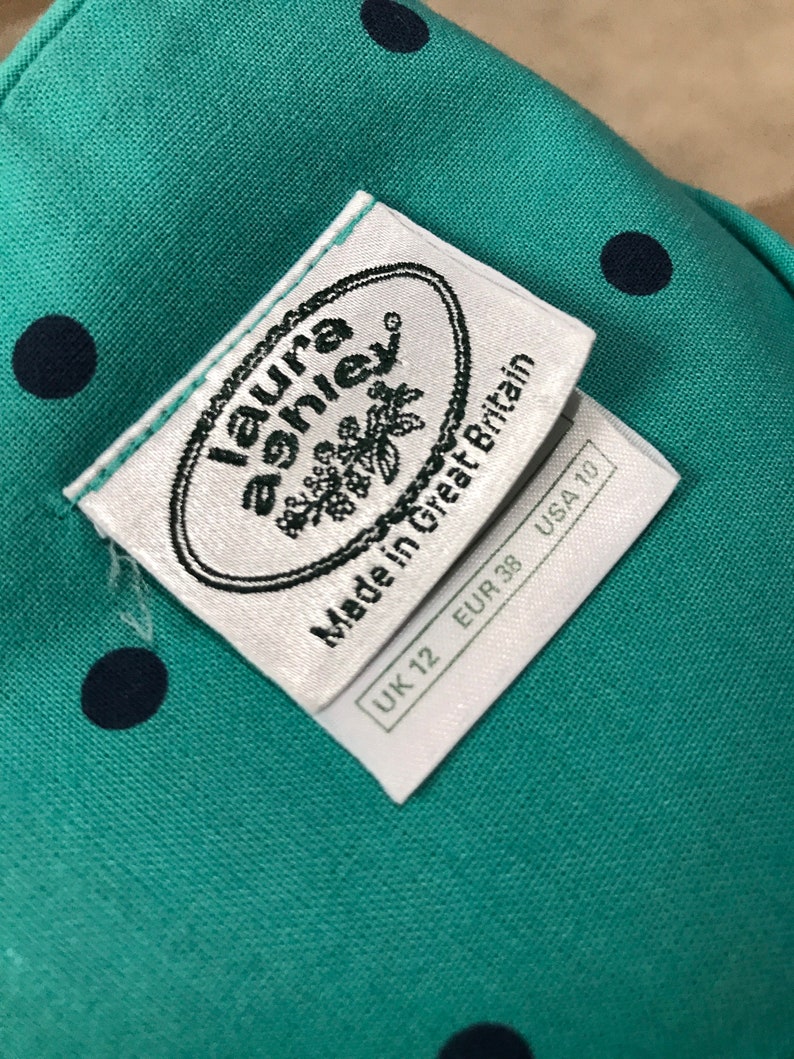 laura
ashley®
Made in Great Britain
UK 12 EUR 38 USA 10